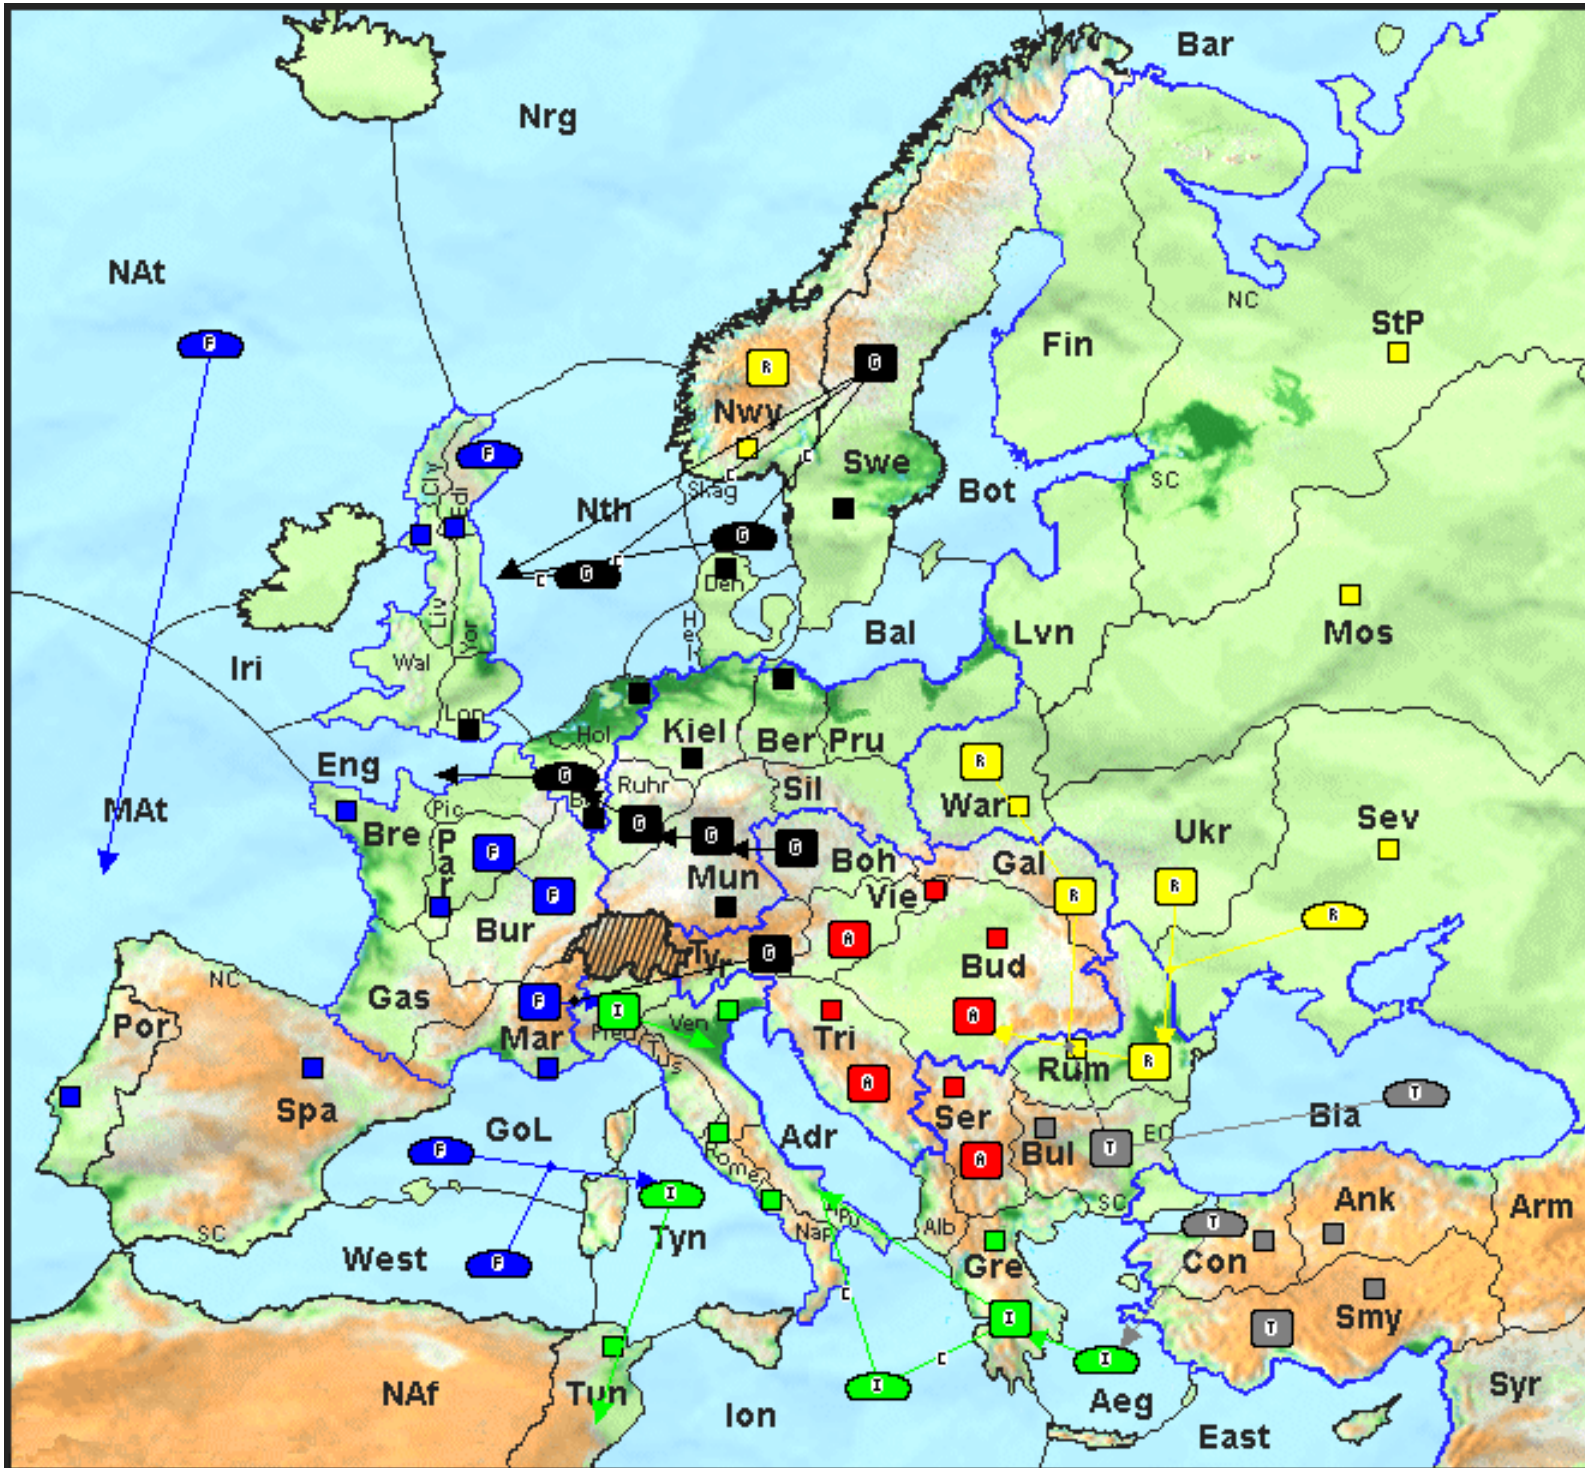 Bar
Nrg
NAt
NC
StP
Fin
R
G
F
Nwy
Swe
SC
Bot
Skag
Nth
C
C
Cly
Edi
F
G
C
G
C
Den
Mos
R
Lvn
Bal
Hel
Liv
Yor
Wal
Iri
Lon
Hol
Kiel
Ber
Pru
Eng
G
Ruhr
Sil
War
MAt
Pic
B
Bre
Par
F
G
G
G
Boh
Gal
Ukr
Sev
Mun
Vie
F
R
R
R
Bur
A
Bud
G
Tyr
NC
Gas
F
I
A
Por
Mar
Pied
Ven
Tri
Tus
Rum
R
A
Ser
T
Spa
GoL
Adr
Bla
Bul
EC
F
T
A
Rome
I
Ank
Arm
SC
SC
Apu
Alb
Nap
T
Tyn
West
Con
F
Gre
C
I
Smy
T
C
I
I
NAf
Tun
Ion
Aeg
Syr
East